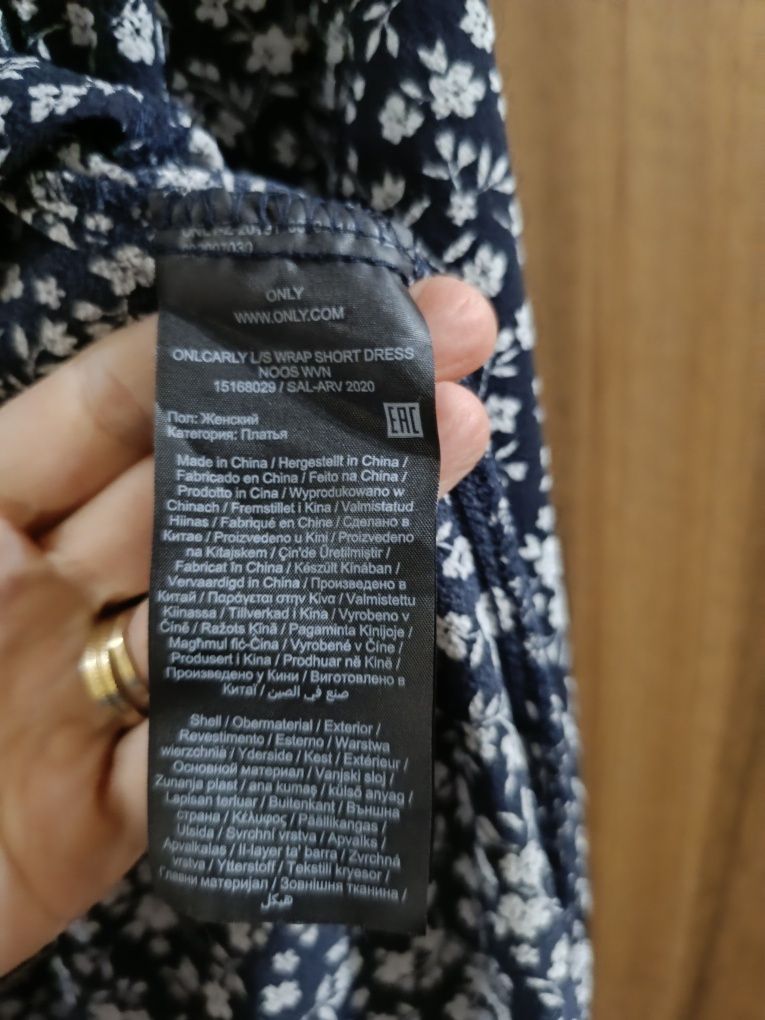 ONLY
WWW.ONLY.COM
ONLCARLY L/S WRAP SHORT DRESS
NOOS WVN
15168029 / SAL-ARV 2020
Пол: Женский
Категория: Платья
EAC
Made in China / Hergestellt in China /
Fabricado en China / Feito na China /
Prodotto in Cina / Wyprodukowano w
Chinach / Fremstillet i Kina / Valmistatud
Hiinas / Fabriqué en Chine / Сделано в
Китае / Proizvedeno u Kini / Proizvedeno
na Kitajskem / Çin'de Üretilmiştir /
Fabricat în China / Készült Kínában /
Vervaardigd in China / Произведено в
Китай / Παράγεται στην Κίνα / Valmistettu
Kiinassa / Tillverkad i Kina / Vyrobeno v
Číně / Ražots Ķīnā / Pagaminta Kinijoje /
Magħmul fiċ-Ċina / Vyrobené v Číne /
Produsert i Kina / Prodhuar në Kinë /
Произведено у Кини / Виготовлено в
Китаї / صنع في الصين
Shell / Obermaterial / Exterior /
Revestimento / Esterno / Warstwa
wierzchnia / Yderside / Kest / Extérieur /
Основной материал / Vanjski sloj /
Zunanja plast / ana kumaş / külső anyag /
Lapisan terluar / Buitenkant / Външна
страна / Κέλυφος / Päällikangas /
Utsida / Svrchní vrstva / Apvalks /
Apvalkalas / Il-layer ta' barra / Zvrchná
vrstva / Ytterstoff / Tekstili kryesor /
Главни материјал / Зовнішня тканина /
هيكل